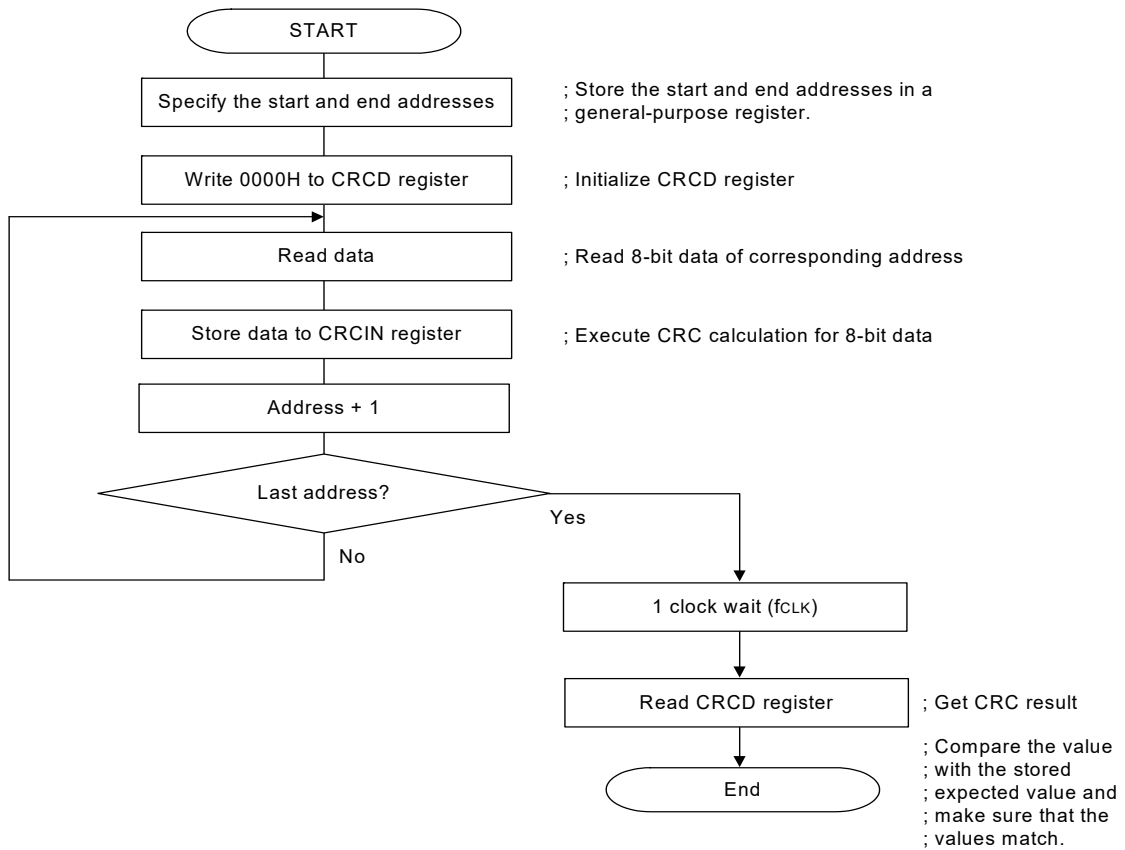 START
Specify the start and end addresses
; Store the start and end addresses in a
; general-purpose register.
Write 0000H to CRCD register
; Initialize CRCD register
Read data
; Read 8-bit data of corresponding address
Store data to CRCIN register
; Execute CRC calculation for 8-bit data
Address + 1
Last address?
Yes
No
1 clock wait (fCLK)
Read CRCD register
; Get CRC result
; Compare the value
; with the stored
; expected value and
; make sure that the
; values match.
End